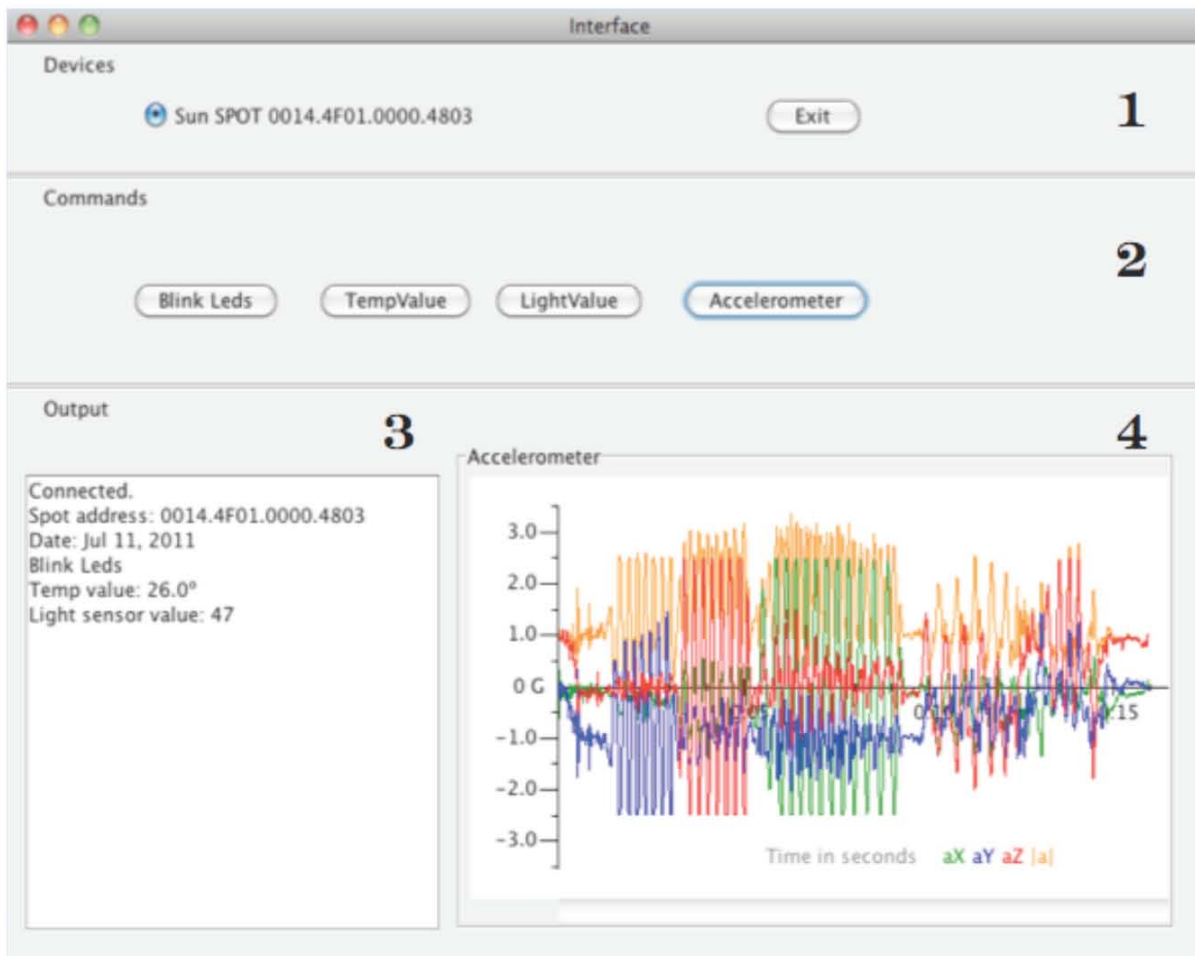 Interface
Devices
Sun SPOT 0014.4F01.0000.4803
Exit
1
Commands
2
Blink Leds
TempValue
LightValue
Accelerometer
Output
3
4
Connected.
Spot address: 0014.4F01.0000.4803
Date: Jul 11, 2011
Blink Leds
Temp value: 26.0º
Light sensor value: 47
Accelerometer
3.0
2.0
1.0
0 G
-1.0
-2.0
-3.0
Time in seconds aX aY aZ |a|